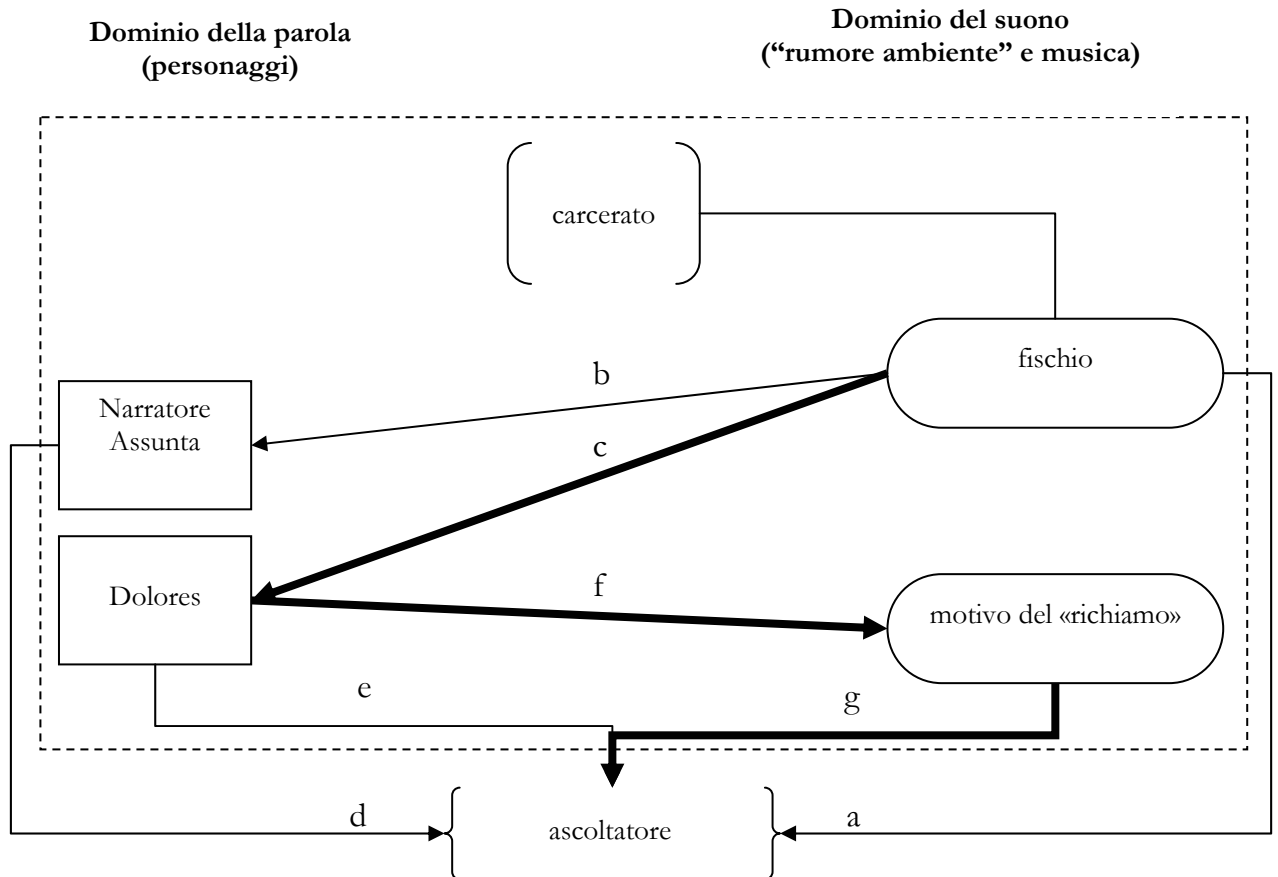 Dominio della parola
(personaggi)
Dominio del suono
(“rumore ambiente” e musica)
carcerato
fischio
b
Narratore
Assunta
c
Dolores
f
motivo del «richiamo»
e
g
d
ascoltatore
a